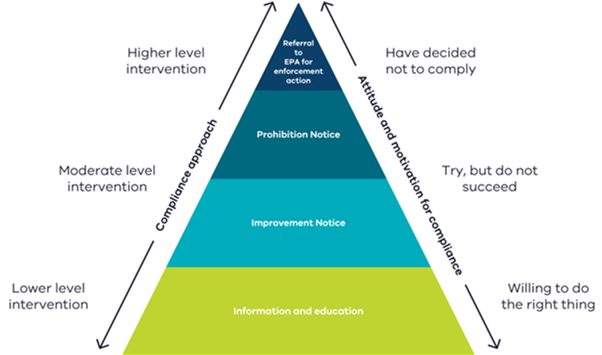 Referral
to
EPA for
enforcement
action
Higher level
intervention
Have decided
not to comply
Prohibition Notice
Compliance approach
Attitude and motivation for compliance
Moderate level
intervention
Try, but do not
succeed
Improvement Notice
Lower level
intervention
Willing to do
the right thing
Information and education